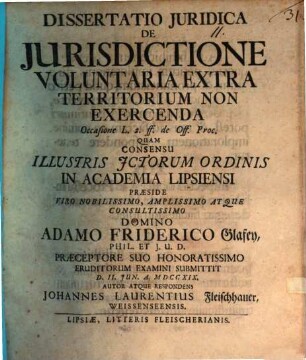 31
DISSERTATIO JURIDICA
DE
11.
JURISDICTIONE
VOLUNTARIA EXTRA
TERRITORIUM NON
EXERCENDA
Occasione L. 2. ff. de Off. Proc.
QUAM
CONSENSU
ILLUSTRIS JCTORUM ORDINIS
IN ACADEMIA LIPSIENSI
PRÆSIDE
VIRO NOBILISSIMO, AMPLISSIMO ATQUE
CONSULTISSIMO
DOMINO
ADAMO FRIDERICO Glafey,
PHIL. ET J. U. D.
PRÆCEPTORE SUO HONORATISSIMO
ERUDITORUM EXAMINI SUBMITTIT
D. II. JUN. A. MDCCXIX.
AUTOR ATQUE RESPONDENS
JOHANNES LAURENTIUS Fleischhauer,
WEISSENSEENSIS.
LIPSIÆ, LITTERIS FLEISCHERIANIS.